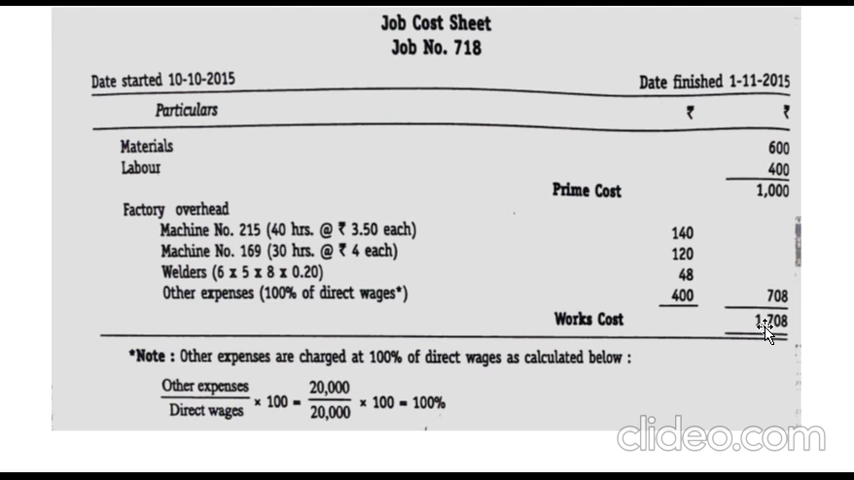 Job Cost Sheet
Job No. 718
Date started 10-10-2015 Date finished 1-11-2015
Particulars ₹ ₹
Materials 600
Labour 400
Prime Cost 1,000
Factory overhead
Machine No. 215 (40 hrs. @ ₹ 3.50 each) 140
Machine No. 169 (30 hrs. @ ₹ 4 each) 120
Welders (6 x 5 x 8 x 0.20) 48
Other expenses (100% of direct wages*) 400 708
Works Cost 1,708
*Note : Other expenses are charged at 100% of direct wages as calculated below :
Other expenses / Direct wages × 100 = 20,000 / 20,000 × 100 = 100%
clideo.com